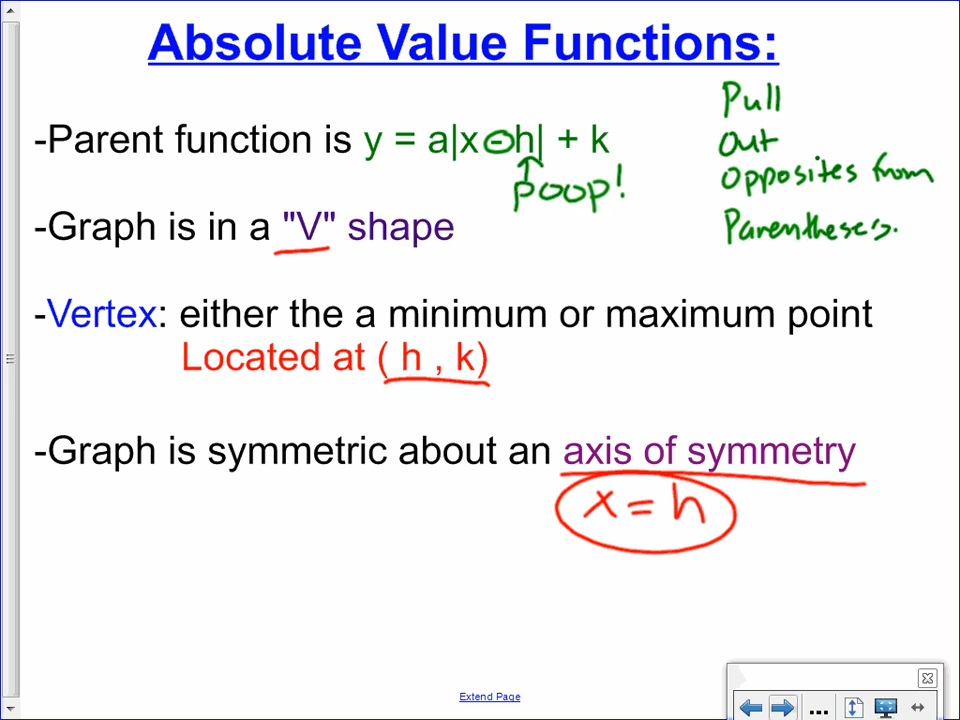 Absolute Value Functions:
-Parent function is y = a|x - h| + k
poop!
Pull
Out
Opposites from
Parentheses's.
-Graph is in a "V" shape
-Vertex: either the a minimum or maximum point
Located at ( h , k)
-Graph is symmetric about an axis of symmetry
x = h
Extend Page
...